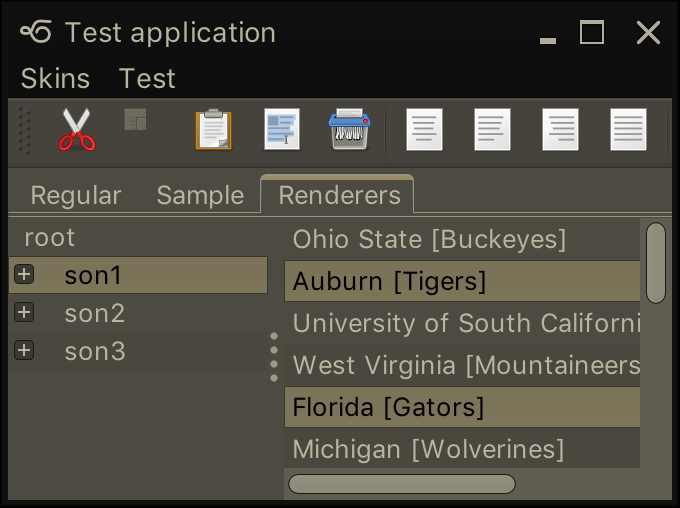 Test application
Skins Test
Regular Sample Renderers
root
son1
son2
son3
Ohio State [Buckeyes]
Auburn [Tigers]
University of South Californi
West Virginia [Mountaineers
Florida [Gators]
Michigan [Wolverines]